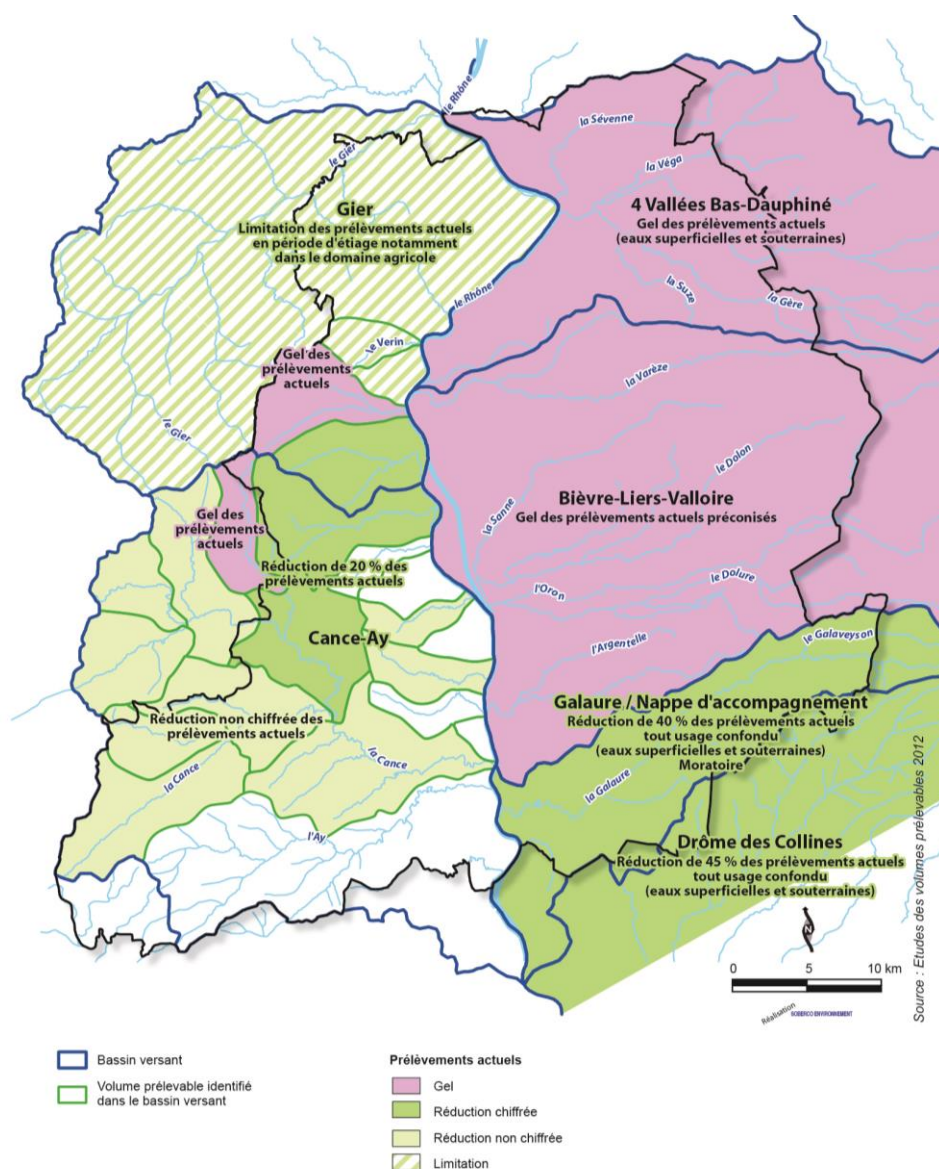 le Rhône
la Sévenne
le Gier
la Véga
4 Vallées Bas-Dauphiné
Gel des prélèvements actuels
(eaux superficielles et souterraines)
Gier
Limitation des prélèvements actuels
en période d'étiage notamment
dans le domaine agricole
la Suze
la Gère
le Rhône
le Verin
Gel des
prélèvements
actuels
la Varèze
le Gier
le Dolon
Bièvre-Liers-Valloire
Gel des prélèvements actuels préconisés
la Sanne
Gel des
prélèvements
actuels
Réduction de 20 % des
prélèvements actuels
le Dolure
l'Oron
Cance-Ay
l'Argentelle
le Galaveyson
Galaure / Nappe d'accompagnement
Réduction de 40 % des prélèvements actuels
tout usage confondu
(eaux superficielles et souterraines)
Moratoire
Réduction non chiffrée des
prélèvements actuels
la Cance
la Cance
la Galaure
l'Ay
Drôme des Collines
Réduction de 45 % des prélèvements actuels
tout usage confondu
(eaux superficielles et souterraines)
N
0 5 10 km
Réalisation
SOBERCO ENVIRONNEMENT
Source : Etudes des volumes prélevables 2012
Bassin versant
Volume prélevable identifié
dans le bassin versant
Prélèvements actuels
Gel
Réduction chiffrée
Réduction non chiffrée
Limitation